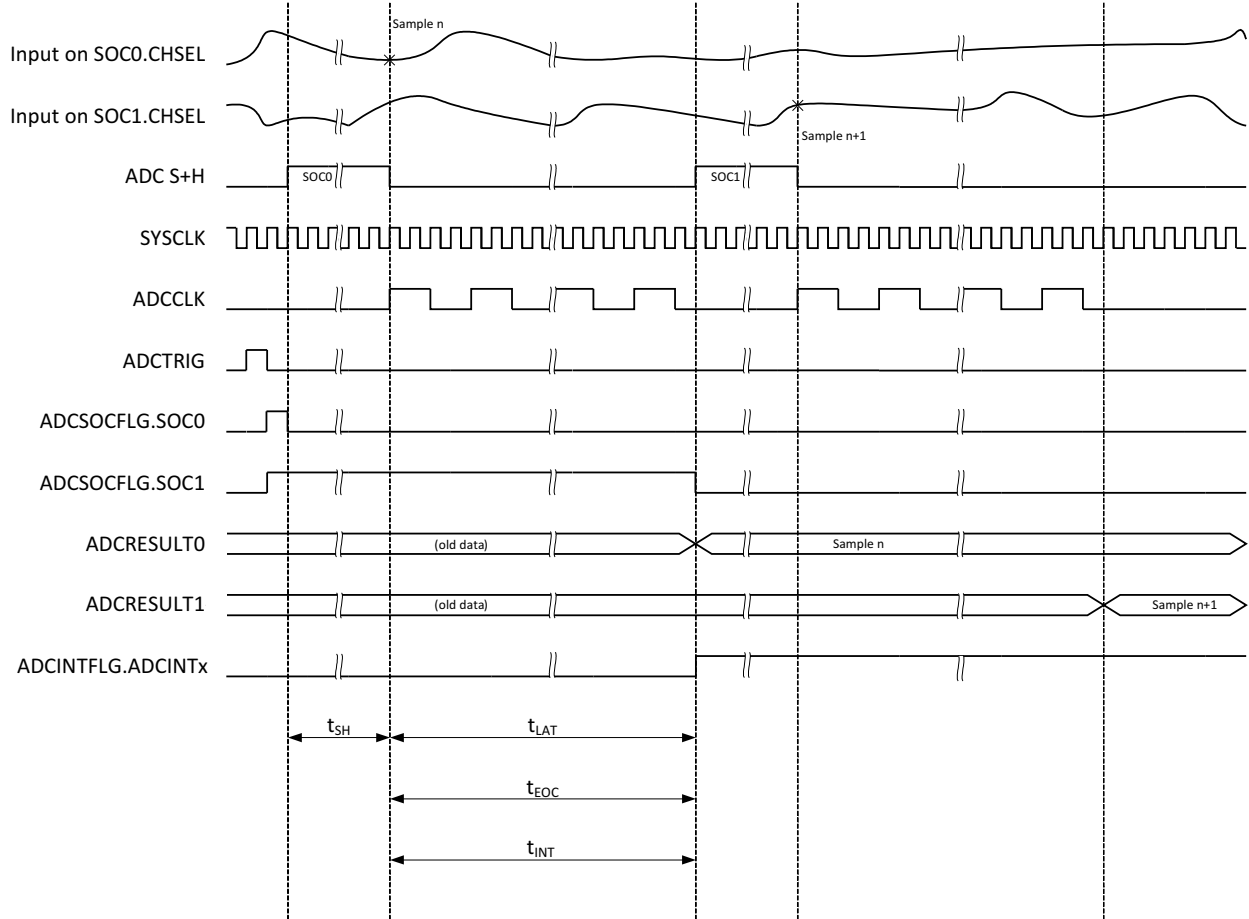 Sample n
Input on SOC0.CHSEL
Input on SOC1.CHSEL
Sample n+1
ADC S+H
SOC0
SOC1
SYSCLK
ADCCLK
ADCTRIG
ADCSOCFLG.SOC0
ADCSOCFLG.SOC1
ADCRESULT0
(old data)
Sample n
ADCRESULT1
(old data)
Sample n+1
ADCINTFLG.ADCINTx
tSH
tLAT
tEOC
tINT